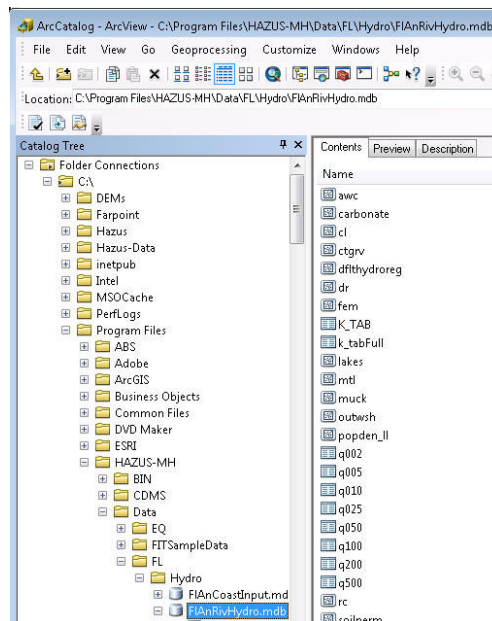 ArcCatalog - ArcView - C:\Program Files\HAZUS-MH\Data\FL\Hydro\FlAnRivHydro.mdb
File Edit View Go Geoprocessing Customize Windows Help
Location: C:\Program Files\HAZUS-MH\Data\FL\Hydro\FlAnRivHydro.mdb
Catalog Tree
Folder Connections
C:\
DEMs
Farpoint
Hazus
Hazus-Data
inetpub
Intel
MSOCache
PerfLogs
Program Files
ABS
Adobe
ArcGIS
Business Objects
Common Files
DVD Maker
ESRI
HAZUS-MH
BIN
CDMS
Data
EQ
FITSampleData
FL
Hydro
FlAnCoastInput.md
FlAnRivHydro.mdb
Contents Preview Description
Name
awc
carbonate
cl
ctgrv
dflthydroreg
dr
fem
K_TAB
k_tabFull
lakes
mtl
muck
outwsh
popden_ll
q002
q005
q010
q025
q050
q100
q200
q500
rc
soilperm